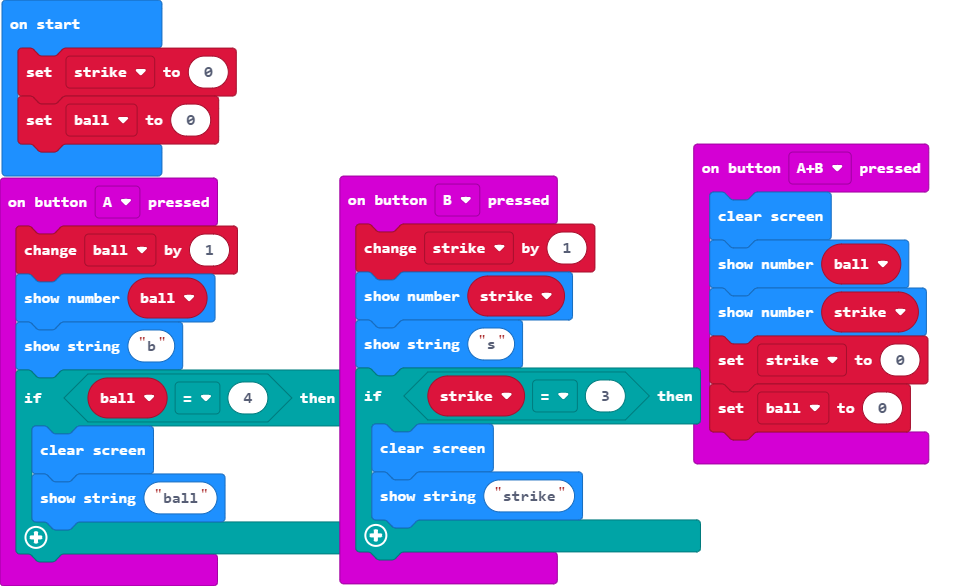 on start
set strike to 0
set ball to 0
on button A pressed
change ball by 1
show number ball
show string "b"
if ball = 4 then
clear screen
show string "ball"
on button B pressed
change strike by 1
show number strike
show string "s"
if strike = 3 then
clear screen
show string "strike"
on button A+B pressed
clear screen
show number ball
show number strike
set strike to 0
set ball to 0